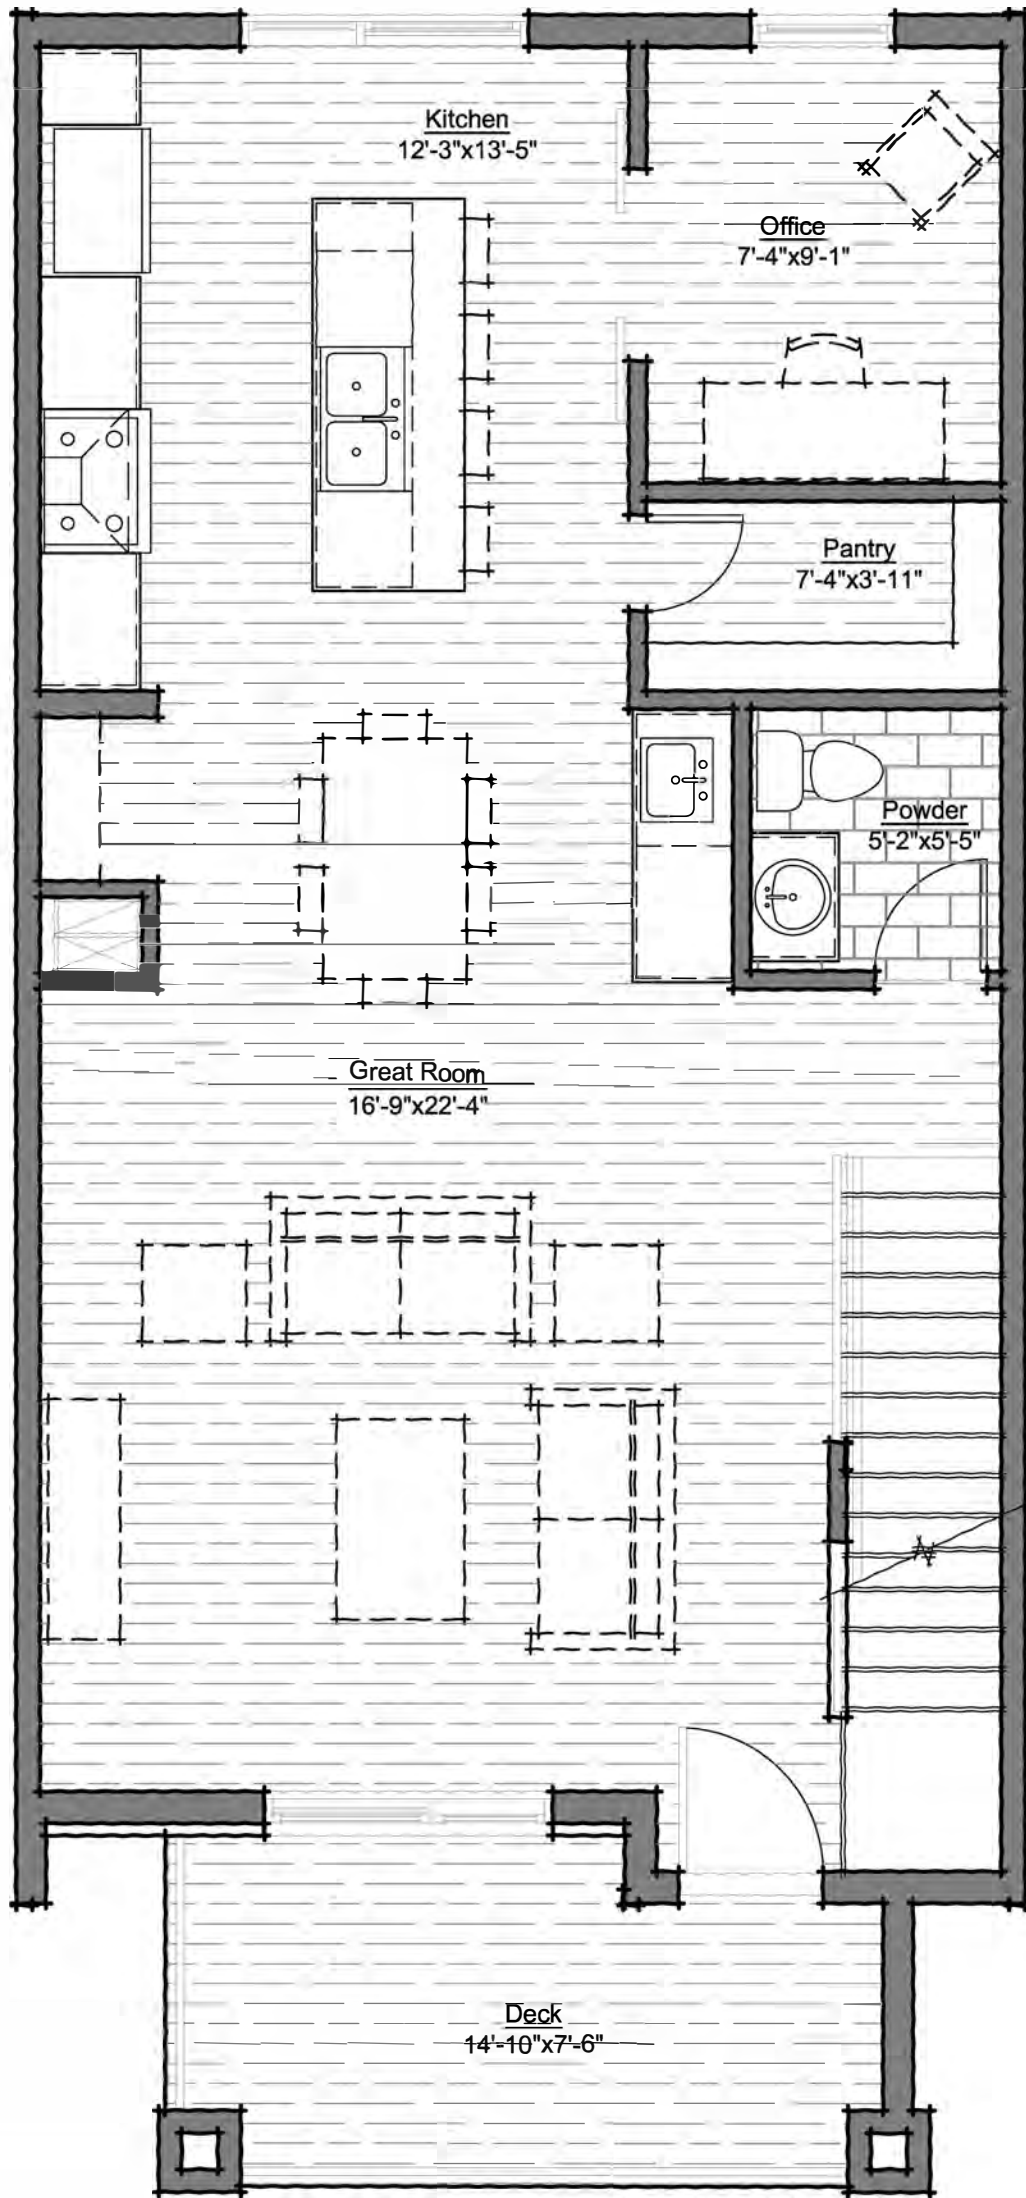 Kitchen
12'-3"x13'-5"
Office
7'-4"x9'-1"
Pantry
7'-4"x3'-11"
Powder
5'-2"x5'-5"
Great Room
16'-9"x22'-4"
Deck
14'-10"x7'-6"